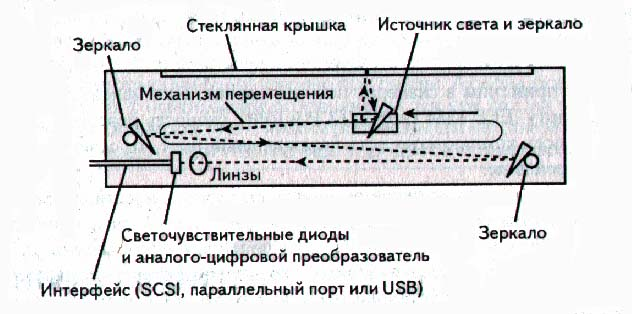 Стеклянная крышка
Источник света и зеркало
Зеркало
Механизм перемещения
Линзы
Светочувствительные диоды
и аналого-цифровой преобразователь
Зеркало
Интерфейс (SCSI, параллельный порт или USB)